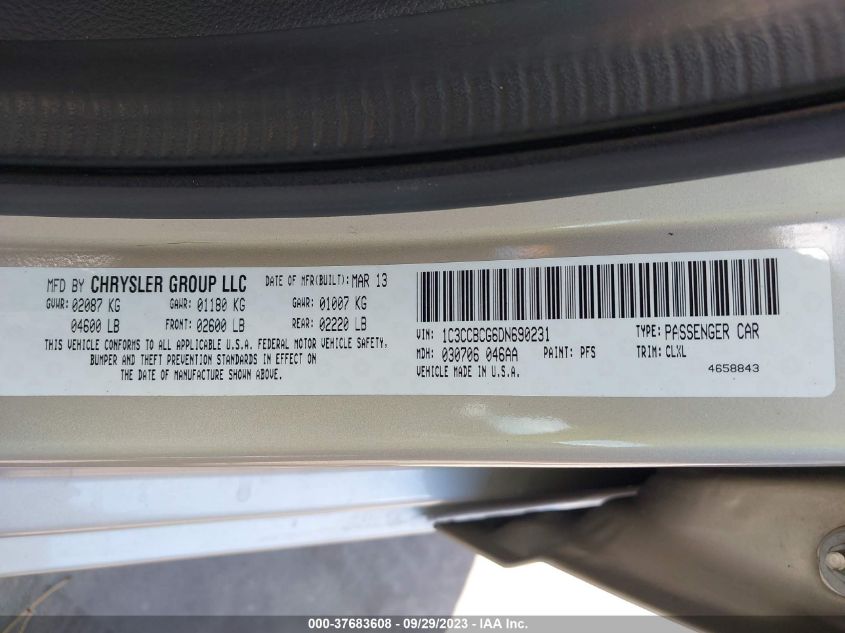 MFD BY CHRYSLER GROUP LLC DATE OF MFR(BUILT): MAR 13
GVWR: 02087 KG GAWR: 01180 KG GAWR: 01007 KG
04600 LB FRONT: 02600 LB REAR: 02220 LB
THIS VEHICLE CONFORMS TO ALL APPLICABLE U.S.A. FEDERAL MOTOR VEHICLE SAFETY,
BUMPER AND THEFT PREVENTION STANDARDS IN EFFECT ON
THE DATE OF MANUFACTURE SHOWN ABOVE.
VIN: 1C3CCBCG6DN690231 TYPE: PASSENGER CAR
MDH: 030706 046AA PAINT: PFS TRIM: CLXL
VEHICLE MADE IN U.S.A. 4658843
000-37683608 - 09/29/2023 - IAA Inc.